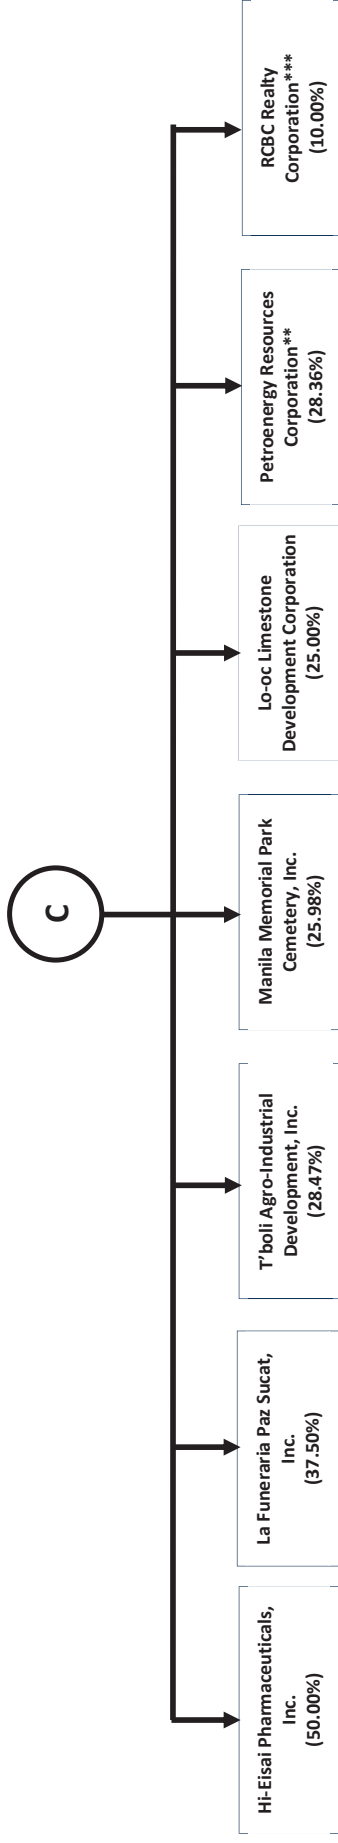 C
Hi-Eisai Pharmaceuticals,
Inc.
(50.00%)
La Funeraria Paz Sucat,
Inc.
(37.50%)
T’boli Agro-Industrial
Development, Inc.
(28.47%)
Manila Memorial Park
Cemetery, Inc.
(25.98%)
Lo-oc Limestone
Development Corporation
(25.00%)
Petroenergy Resources
Corporation**
(28.36%)
RCBC Realty
Corporation***
(10.00%)